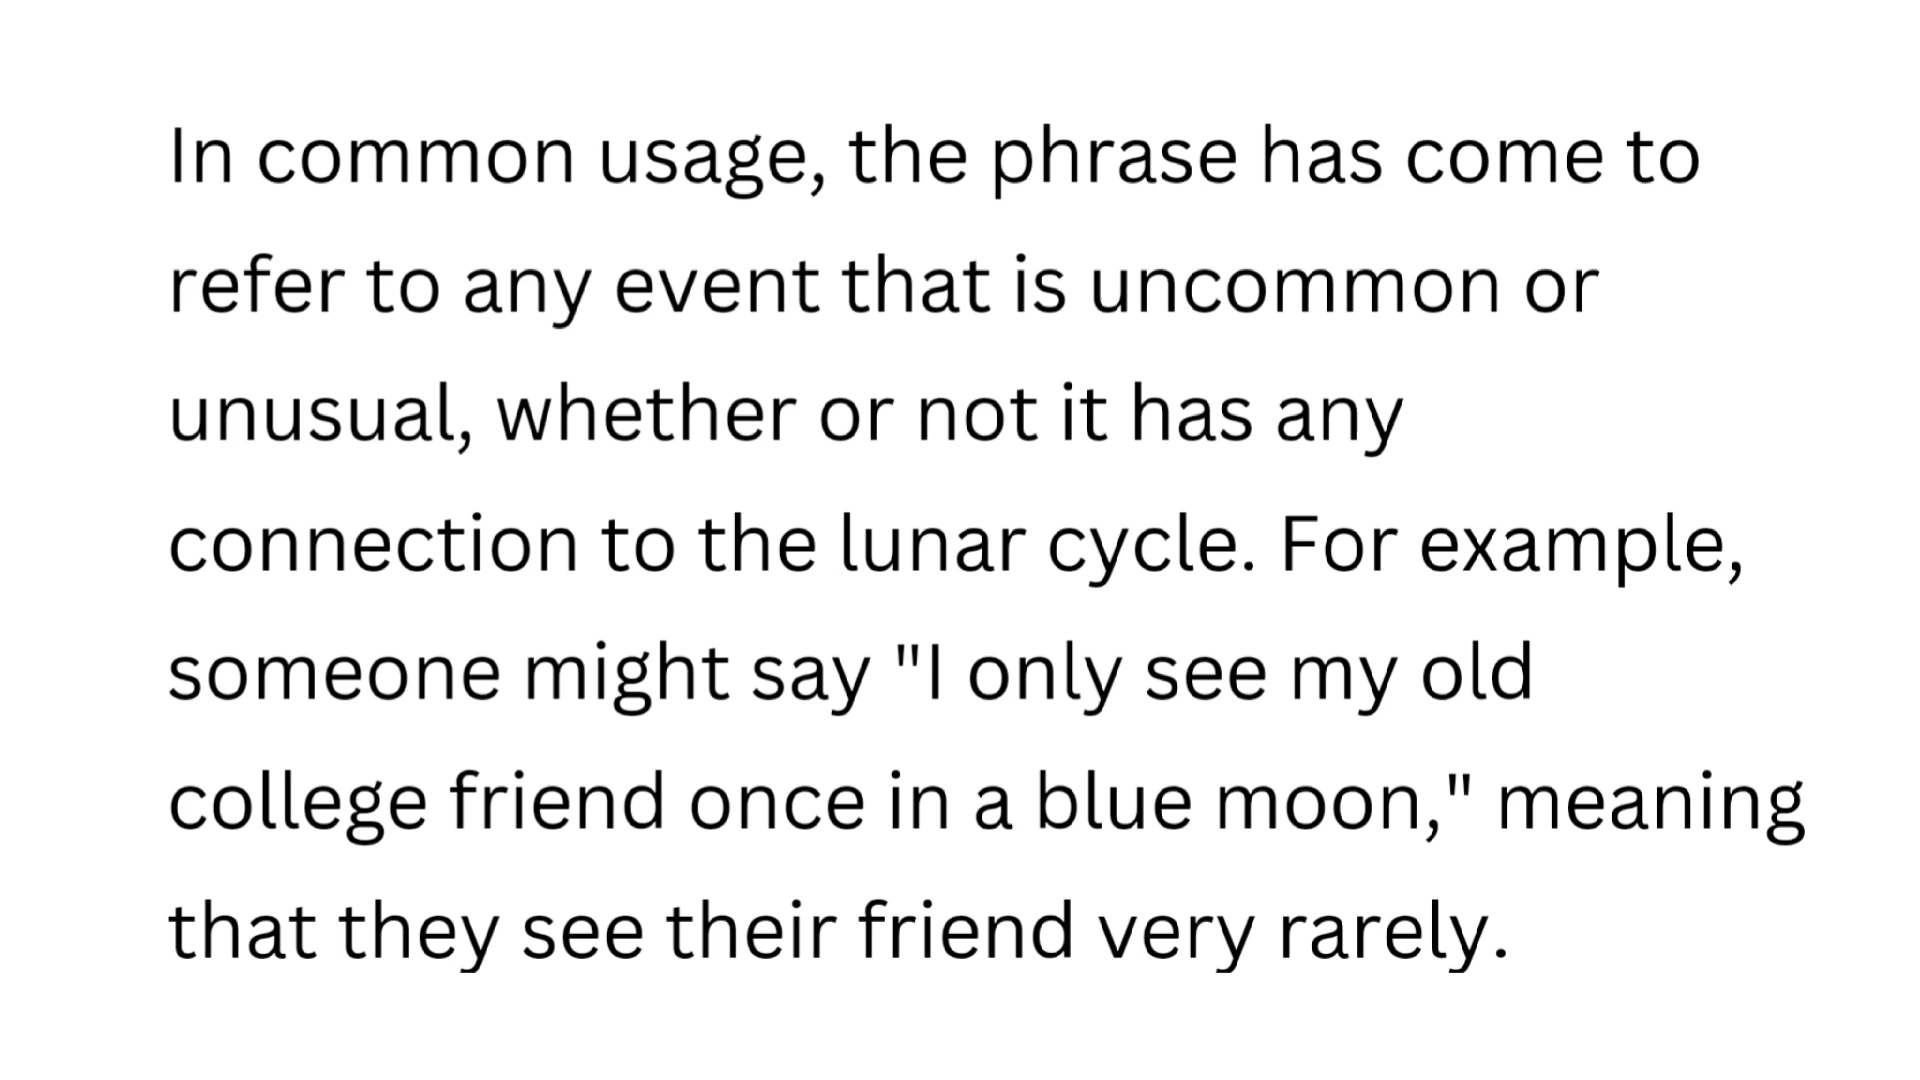 In common usage, the phrase has come to
refer to any event that is uncommon or
unusual, whether or not it has any
connection to the lunar cycle. For example,
someone might say "I only see my old
college friend once in a blue moon," meaning
that they see their friend very rarely.